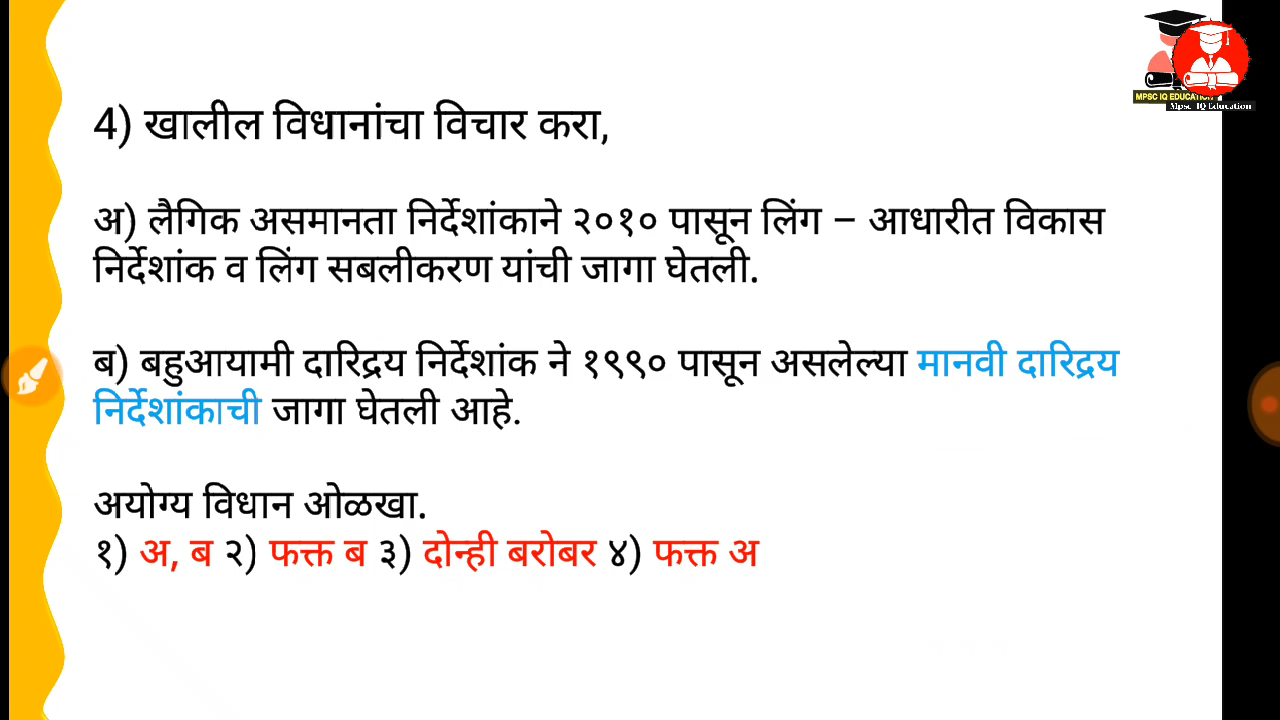 MPSC IQ EDUCATION
Mpsc IQ Education
4) खालील विधानांचा विचार करा,
अ) लैगिक असमानता निर्देशांकाने २०१० पासून लिंग – आधारीत विकास
निर्देशांक व लिंग सबलीकरण यांची जागा घेतली.
ब) बहुआयामी दारिद्रय निर्देशांक ने १९९० पासून असलेल्या मानवी दारिद्रय
निर्देशांकाची जागा घेतली आहे.
अयोग्य विधान ओळखा.
१) अ, ब २) फक्त ब ३) दोन्ही बरोबर ४) फक्त अ